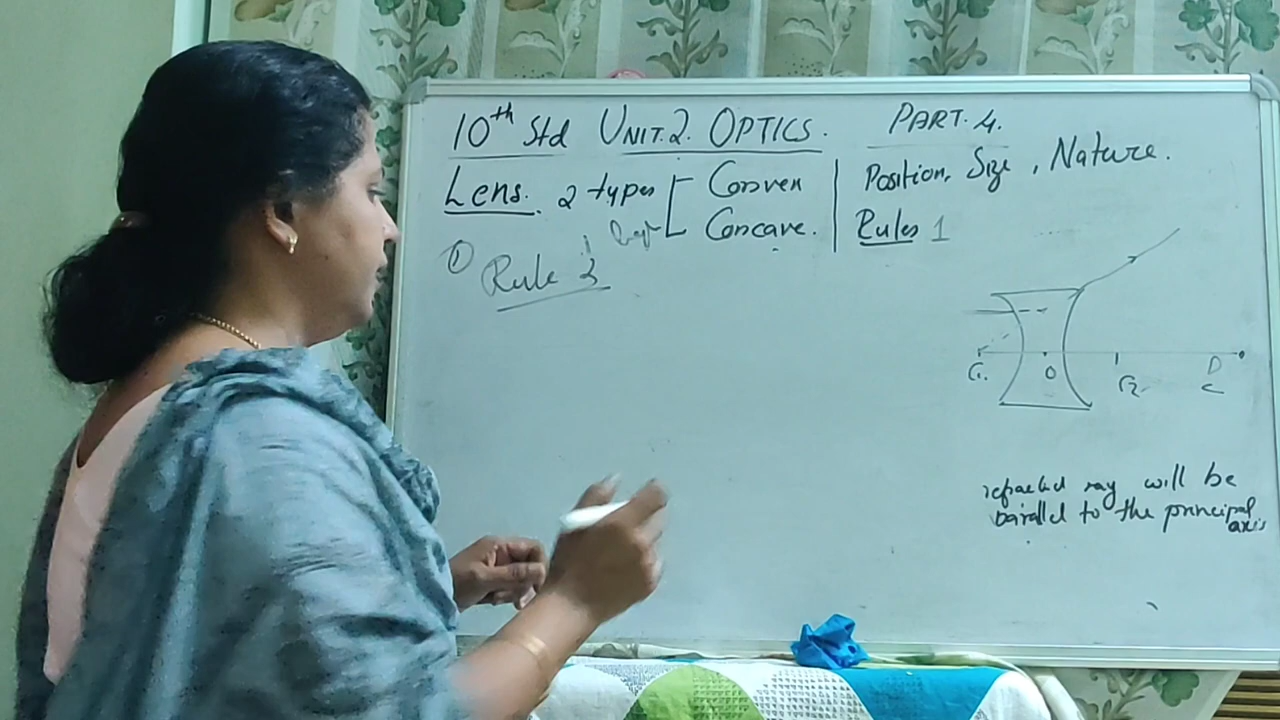 10th Std UNIT.2. OPTICS. PART. 4.
Lens. 2 types Convex
Concave.
Position, Size, Nature.
Rules 1
① Rule 3
O
F2
C
refracted ray will be
parallel to the principal
axis